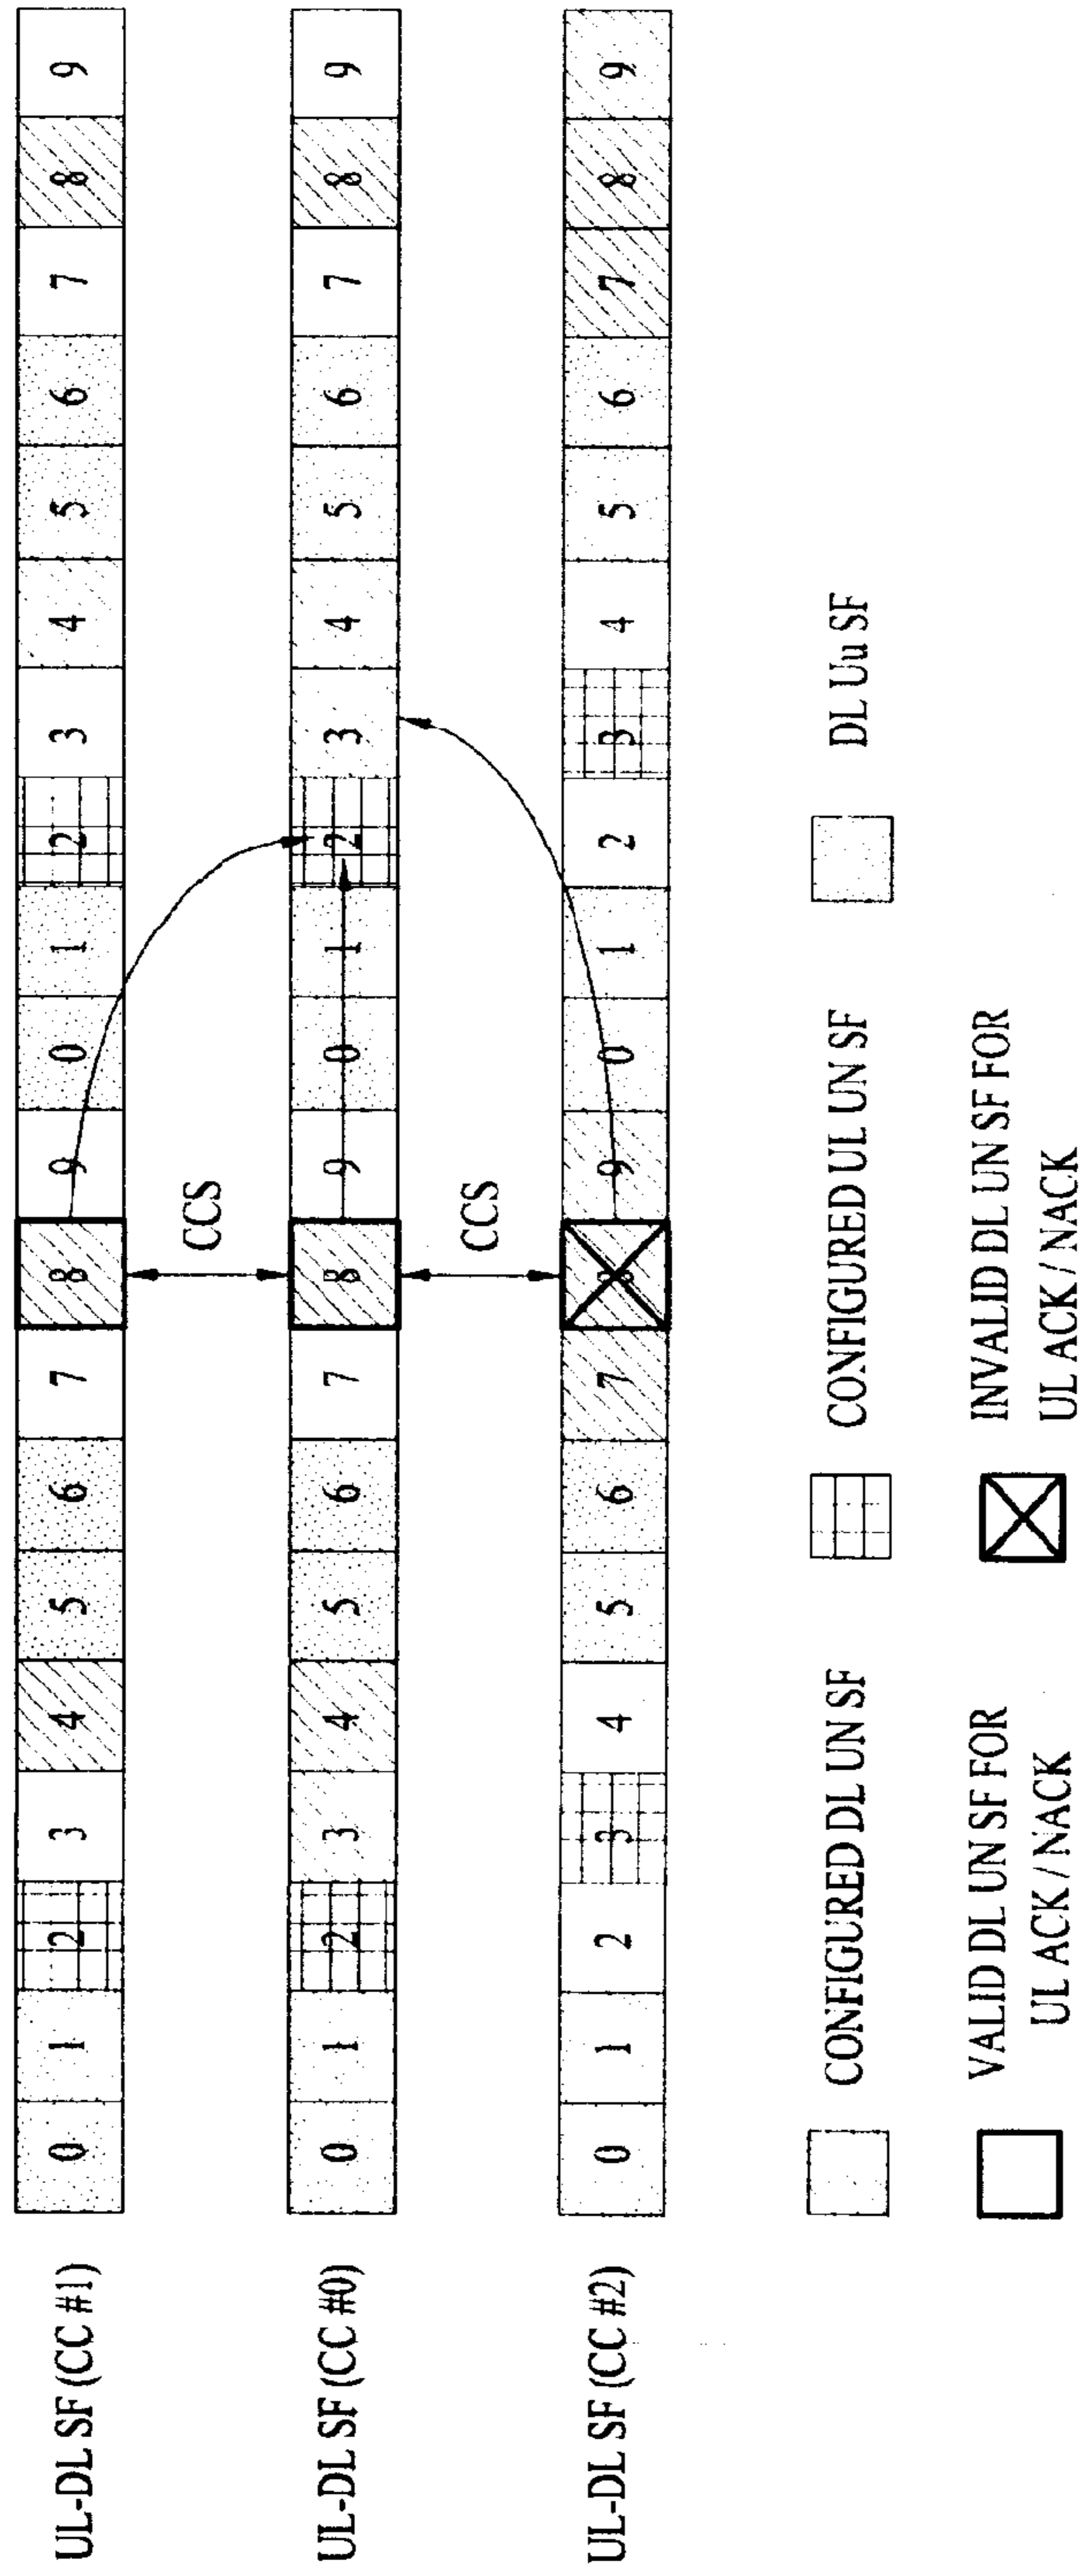 UL-DL SF (CC #1) 0 1 2 3 4 5 6 7 8 9 0 1 2 3 4 5 6 7 8 9
CCS
UL-DL SF (CC #0) 0 1 2 3 4 5 6 7 8 9 0 1 2 3 4 5 6 7 8 9
CCS
UL-DL SF (CC #2) 0 1 2 3 4 5 6 7 8 9 0 1 2 3 4 5 6 7 8 9
CONFIGURED DL UN SF
CONFIGURED UL UN SF
DL Uu SF
VALID DL UN SF FOR
UL ACK / NACK
INVALID DL UN SF FOR
UL ACK / NACK